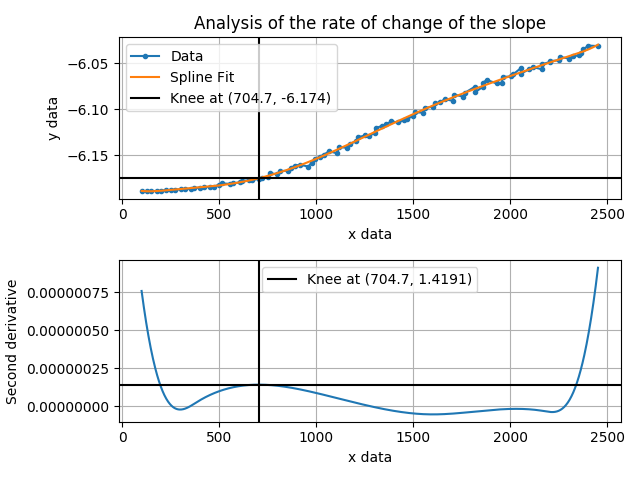 Analysis of the rate of change of the slope
Data
Spline Fit
Knee at (704.7, -6.174)
y data
−6.05
−6.10
−6.15
0 500 1000 1500 2000 2500
x data
Knee at (704.7, 1.4191)
Second derivative
0.00000075
0.00000050
0.00000025
0.00000000
0 500 1000 1500 2000 2500
x data